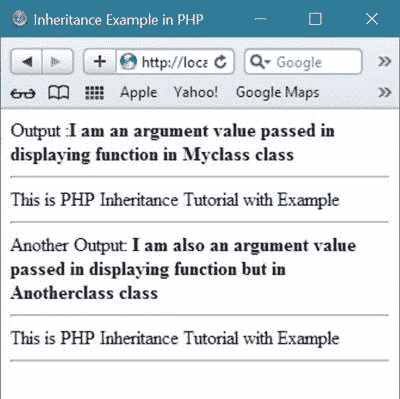 Inheritance Example in PHP
http://loca
Google
Apple Yahoo! Google Maps
Output :I am an argument value passed in
displaying function in Myclass class
This is PHP Inheritance Tutorial with Example
Another Output: I am also an argument value
passed in displaying function but in
Anotherclass class
This is PHP Inheritance Tutorial with Example